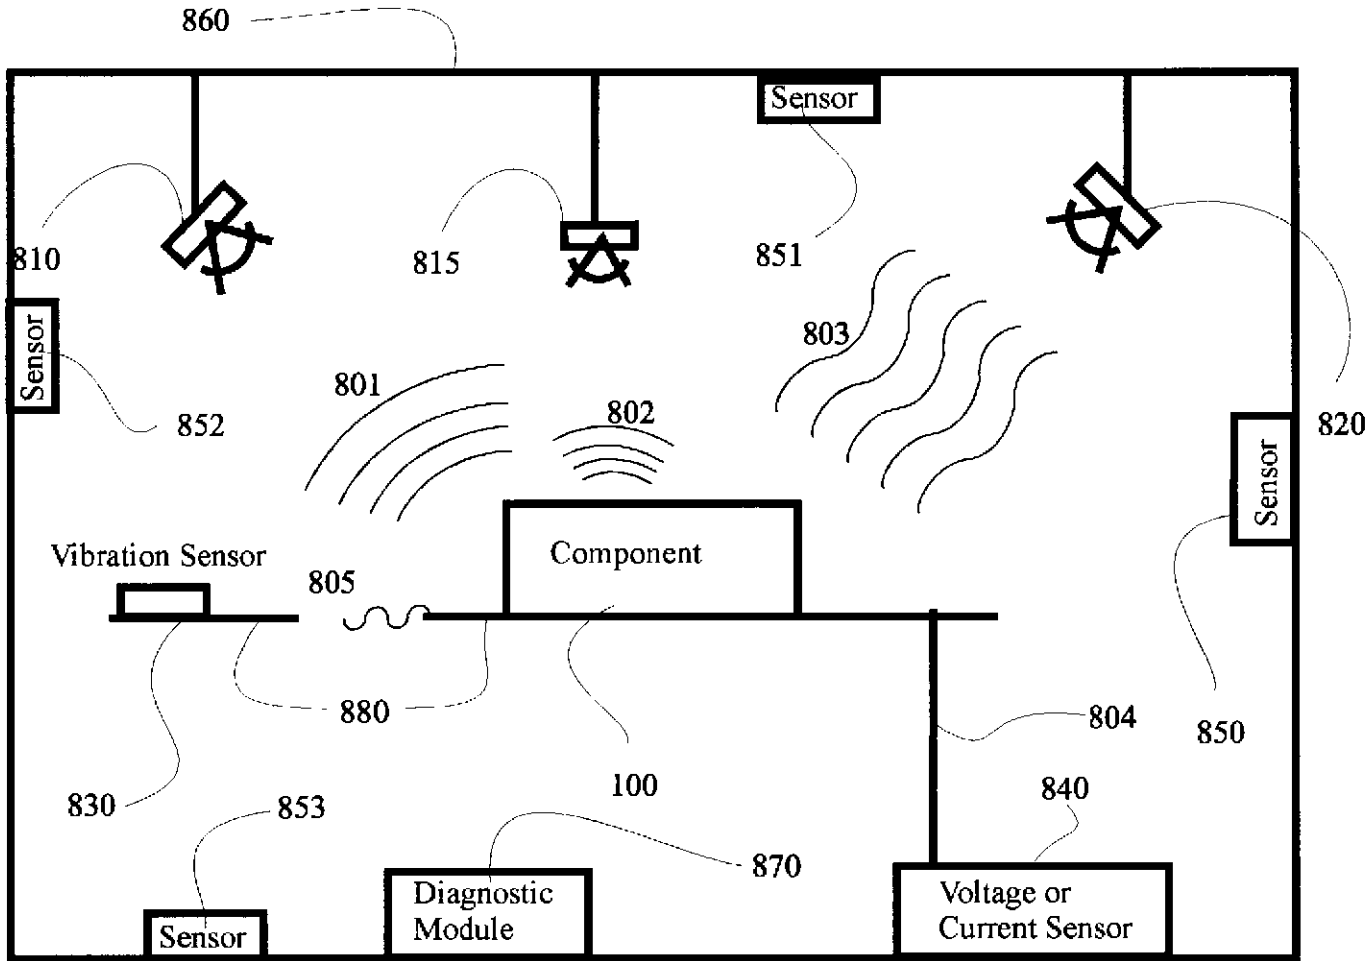 860
Sensor
810
815
851
Sensor
803
801
802
852
820
Sensor
Vibration Sensor
Component
805
880
804
850
830
853
100
840
870
Diagnostic
Module
Voltage or
Current Sensor
Sensor